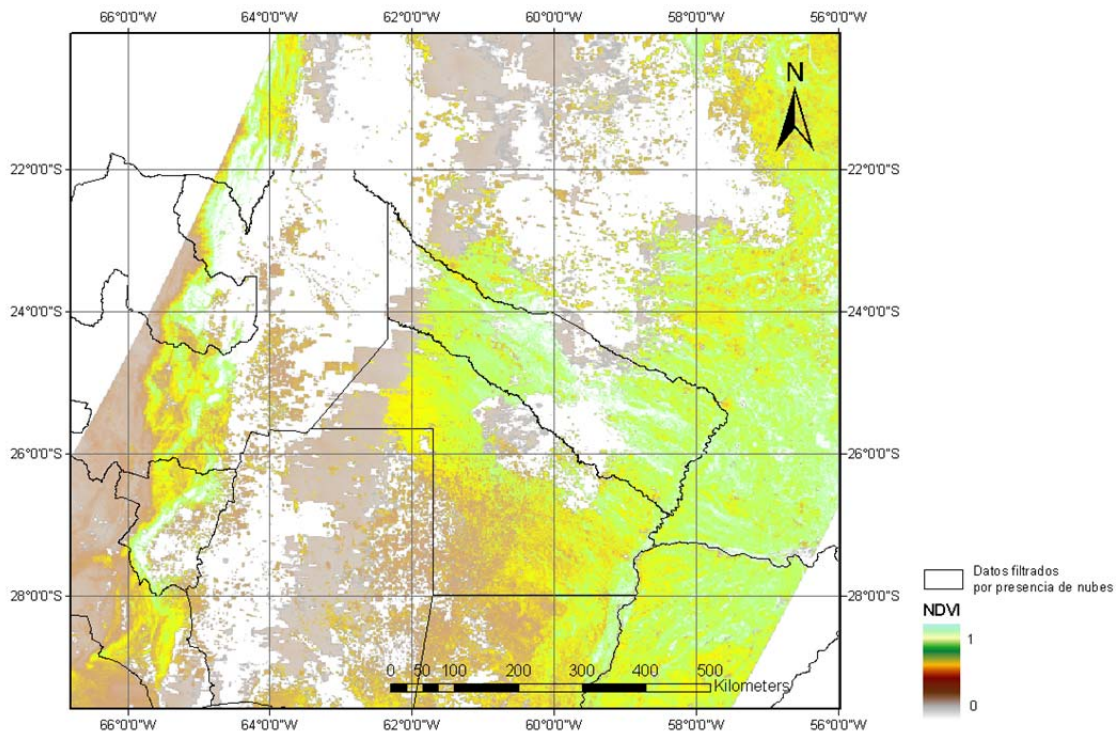 66°0'0"W 64°0'0"W 62°0'0"W 60°0'0"W 58°0'0"W 56°0'0"W
N
22°0'0"S 22°0'0"S
24°0'0"S 24°0'0"S
26°0'0"S 26°0'0"S
28°0'0"S 28°0'0"S
0 50 100 200 300 400 500
Kilometers
66°0'0"W 64°0'0"W 62°0'0"W 60°0'0"W 58°0'0"W 56°0'0"W
Datos filtrados
por presencia de nubes
NDVI
1
0